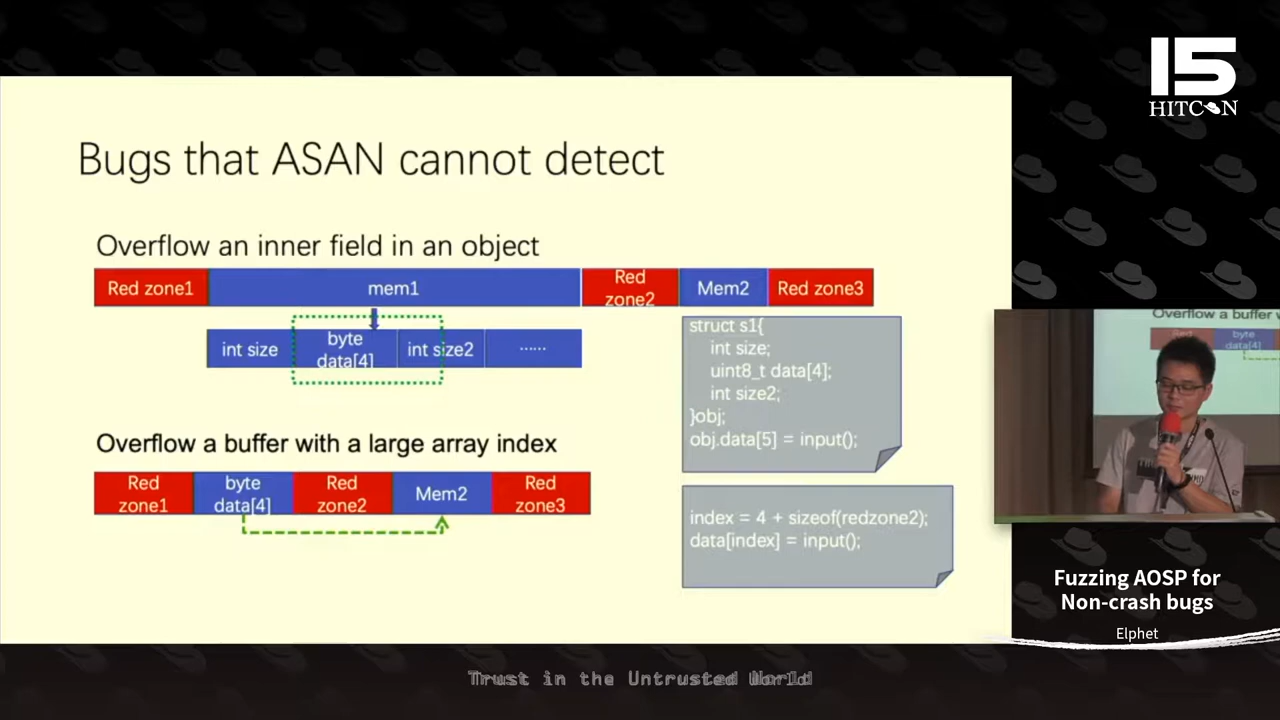 15
HITCON
Bugs that ASAN cannot detect
Overflow an inner field in an object
Red zone1
mem1
Red
zone2
Mem2
Red zone3
int size
byte
data[4]
int size2
......
struct s1{
int size;
uint8_t data[4];
int size2;
}obj;
obj.data[5] = input();
Overflow a buffer with a large array index
Red
zone1
byte
data[4]
Red
zone2
Mem2
Red
zone3
index = 4 + sizeof(redzone2);
data[index] = input();
Overflow a buffer w
Red
byte
data[4]
Fuzzing AOSP for
Non-crash bugs
Elphet
Trust in the Untrusted World